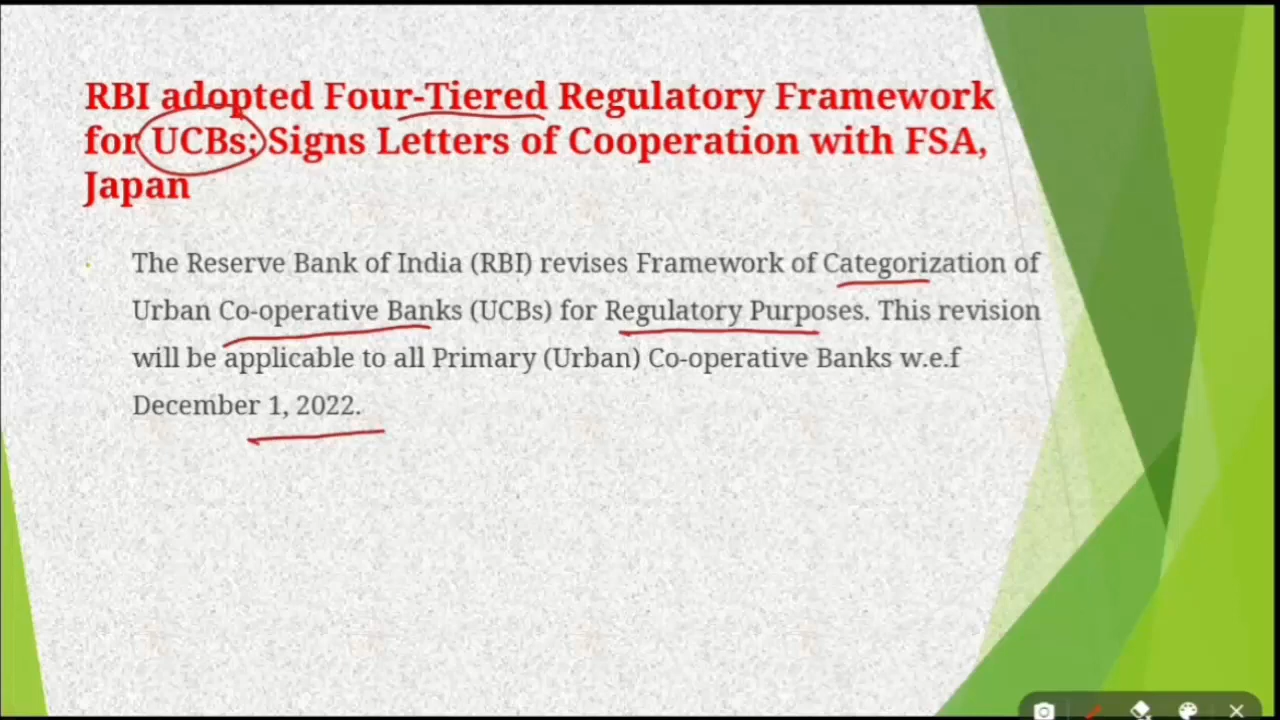 RBI adopted Four-Tiered Regulatory Framework
for UCBs; Signs Letters of Cooperation with FSA,
Japan
The Reserve Bank of India (RBI) revises Framework of Categorization of
Urban Co-operative Banks (UCBs) for Regulatory Purposes. This revision
will be applicable to all Primary (Urban) Co-operative Banks w.e.f
December 1, 2022.